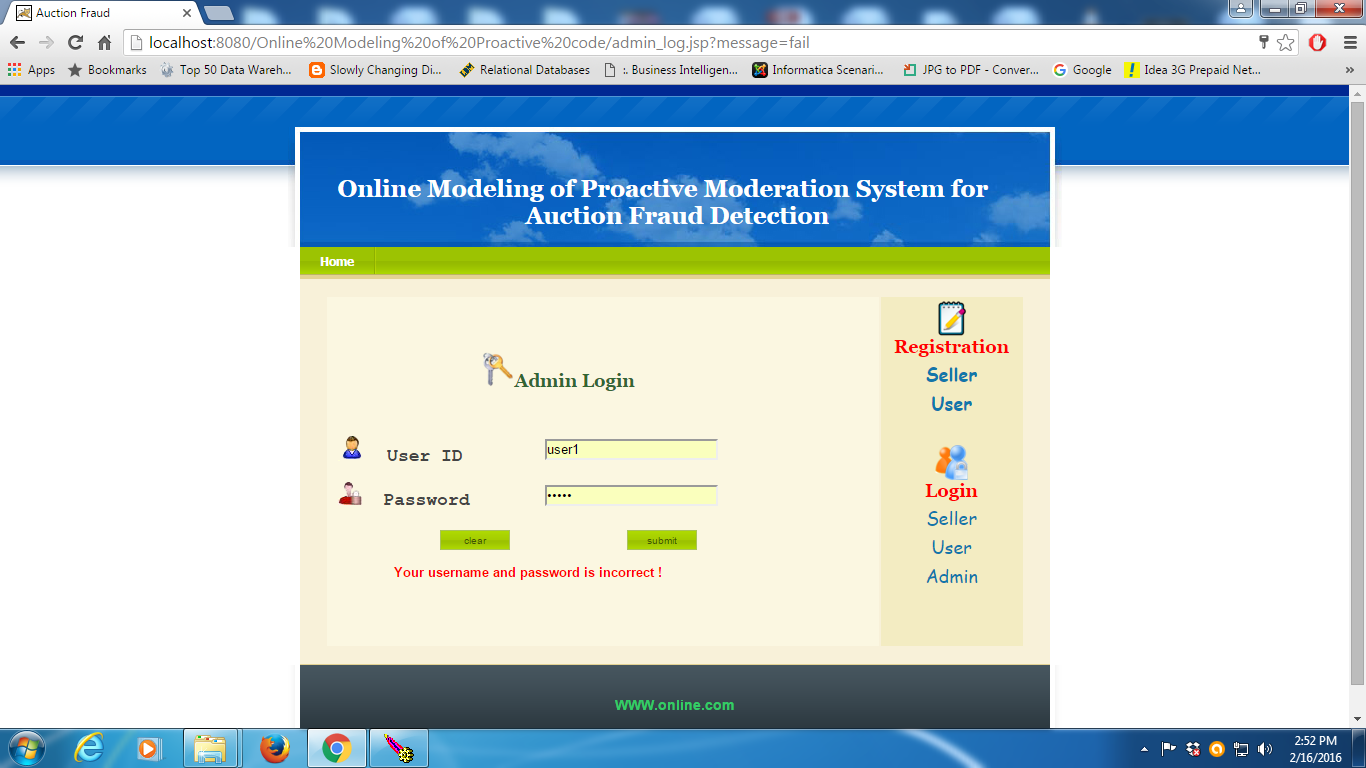 Auction Fraud
localhost:8080/Online%20Modeling%20of%20Proactive%20code/admin_log.jsp?message=fail
Apps Bookmarks Top 50 Data Wareh... Slowly Changing Di... Relational Databases :. Business Intelligen... Informatica Scenari... JPG to PDF - Conver... Google Idea 3G Prepaid Net... »
Online Modeling of Proactive Moderation System for
Auction Fraud Detection
Home
Admin Login
User ID user1
Password •••••
clear submit
Your username and password is incorrect !
Registration
Seller
User
Login
Seller
User
Admin
WWW.online.com
2:52 PM
2/16/2016